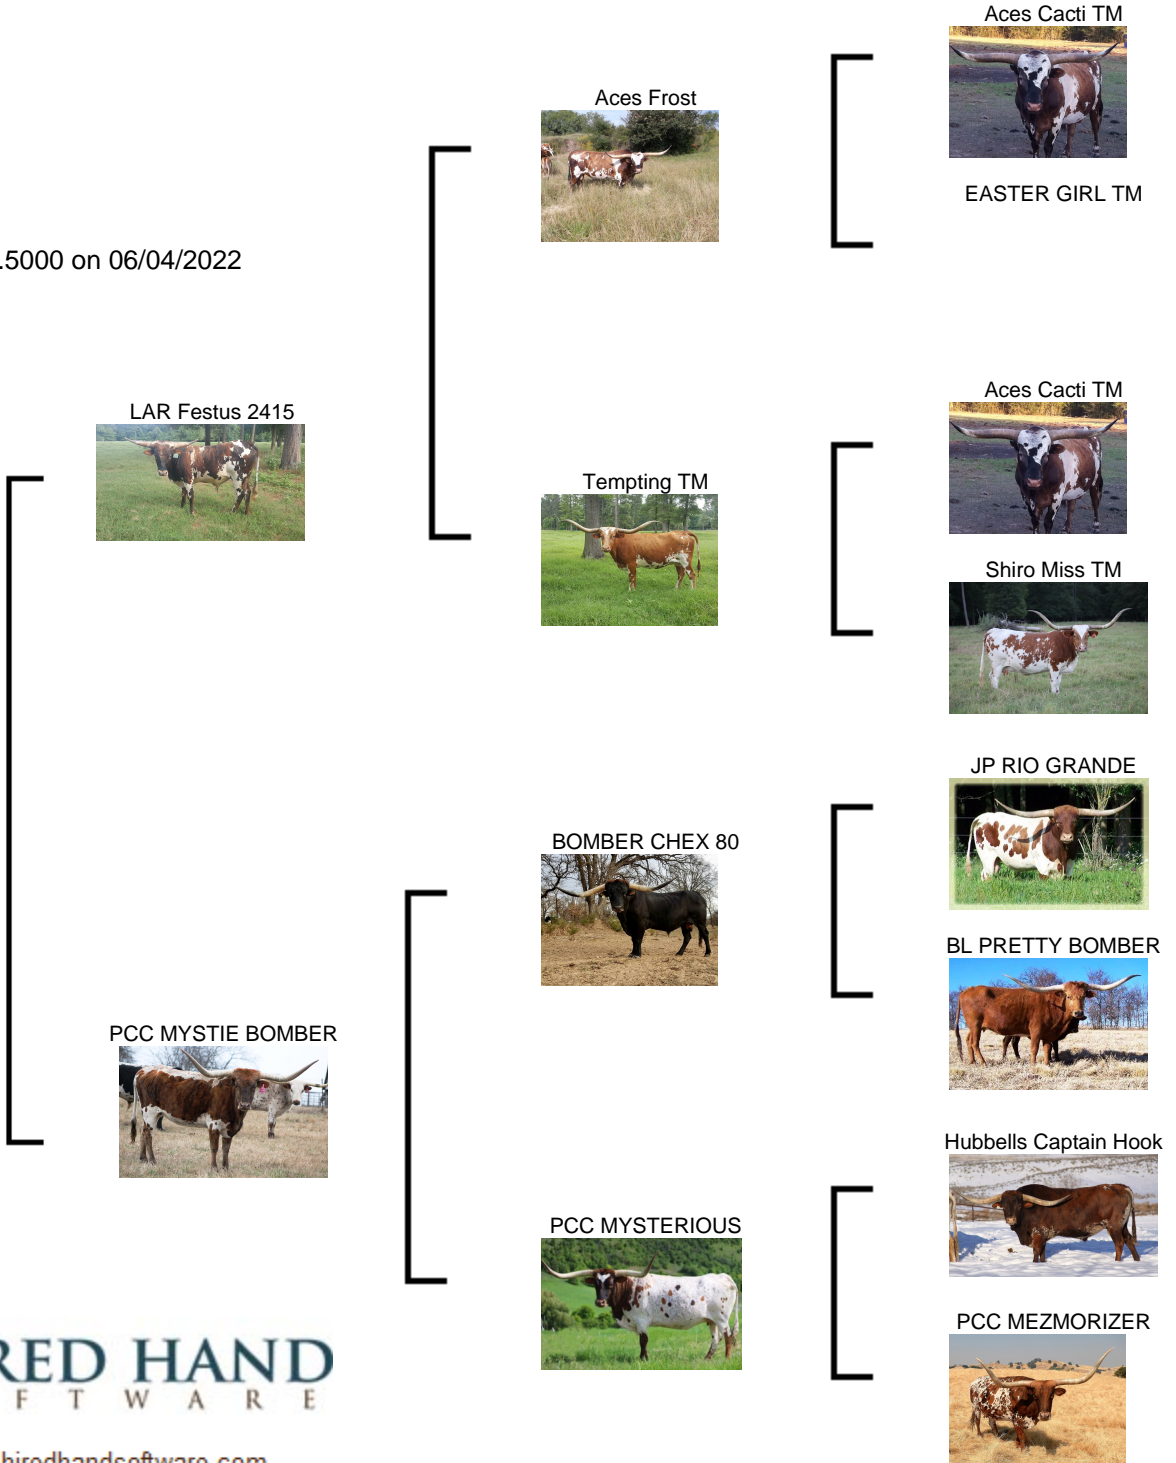 Aces Cacti TM
Aces Frost
EASTER GIRL TM
.5000 on 06/04/2022
Aces Cacti TM
LAR Festus 2415
Tempting TM
Shiro Miss TM
JP RIO GRANDE
BOMBER CHEX 80
BL PRETTY BOMBER
PCC MYSTIE BOMBER
Hubbells Captain Hook
PCC MYSTERIOUS
PCC MEZMORIZER
RED HAND
F T W A R E
hiredhandsoftware.com